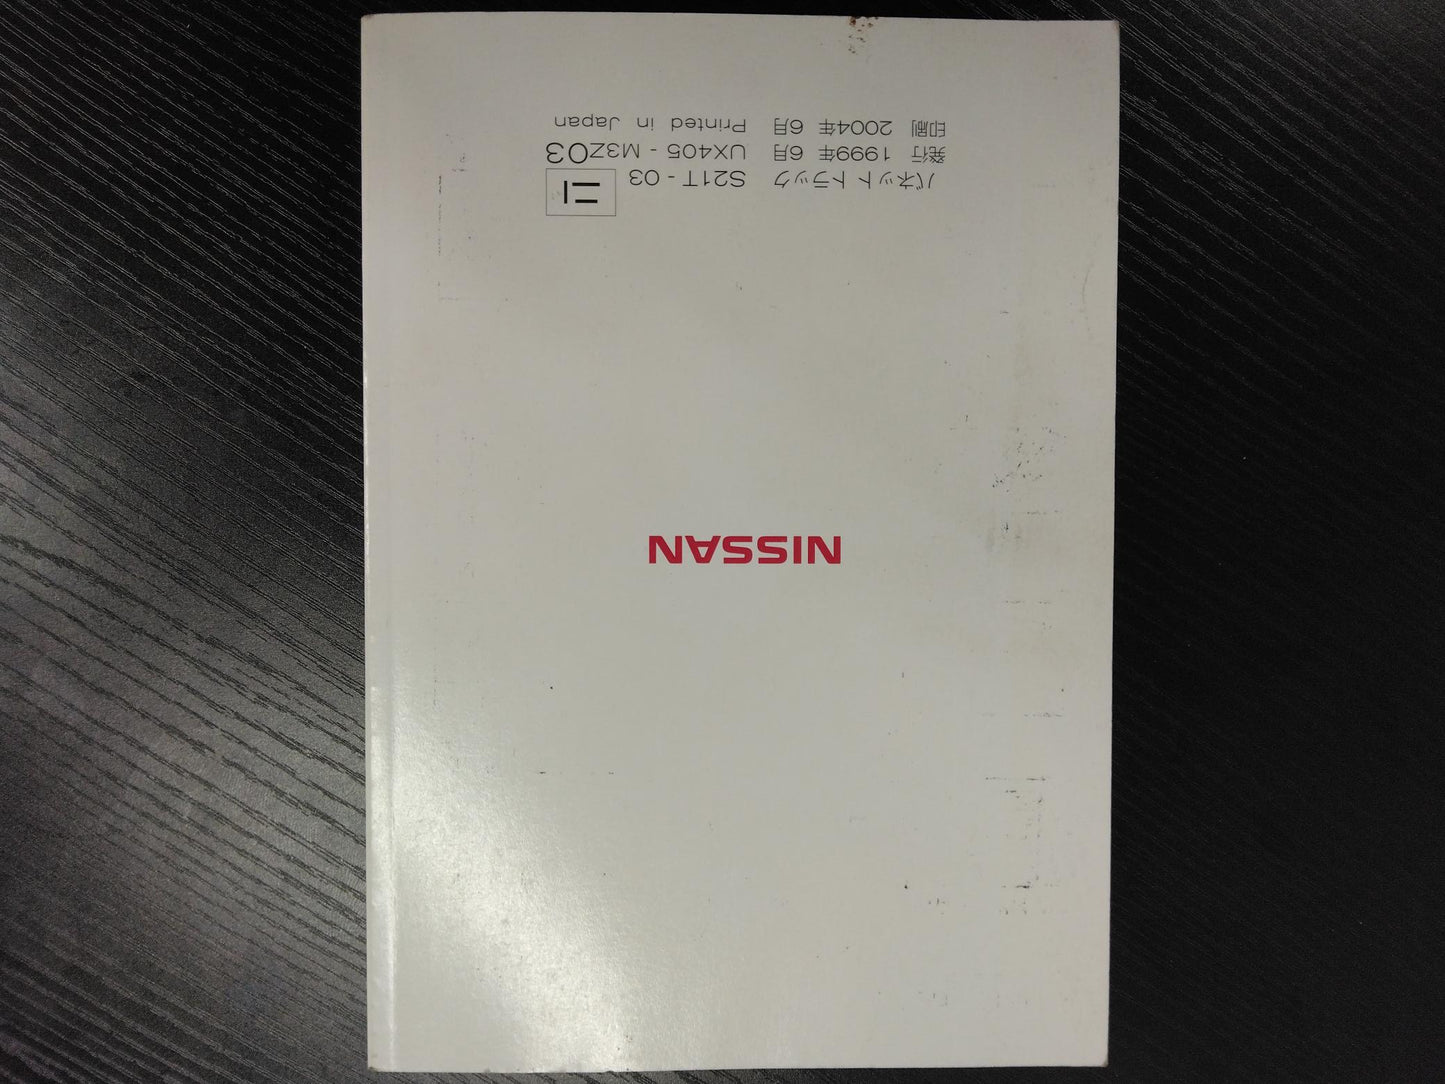 NISSAN
バネット トラック S21T - 03
発行 1999年 6月 UX405 - M3Z03
印刷 2004年 6月 Printed in Japan